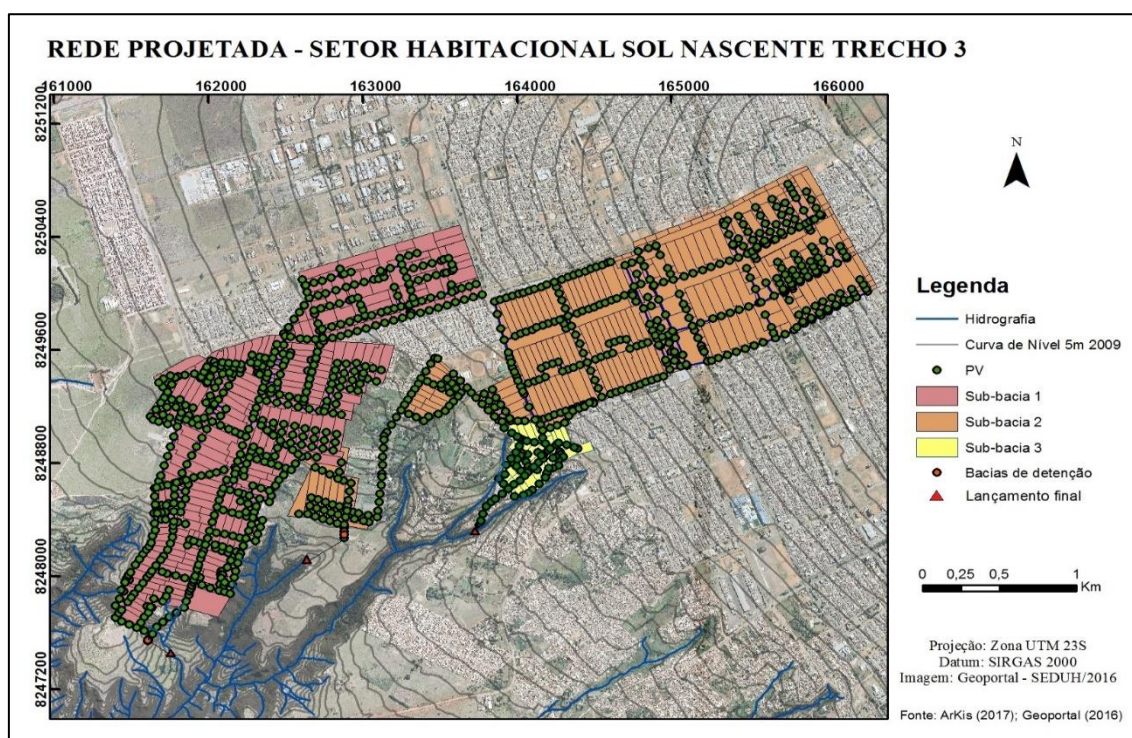 REDE PROJETADA - SETOR HABITACIONAL SOL NASCENTE TRECHO 3
161000 162000 163000 164000 165000 166000
8251200
8250400
8249600
8248800
8248000
8247200
N
Legenda
Hidrografia
Curva de Nível 5m 2009
PV
Sub-bacia 1
Sub-bacia 2
Sub-bacia 3
Bacias de detenção
Lançamento final
0 0,25 0,5 1
Km
Projeção: Zona UTM 23S
Datum: SIRGAS 2000
Imagem: Geoportal - SEDUH/2016
Fonte: ArKis (2017); Geoportal (2016)